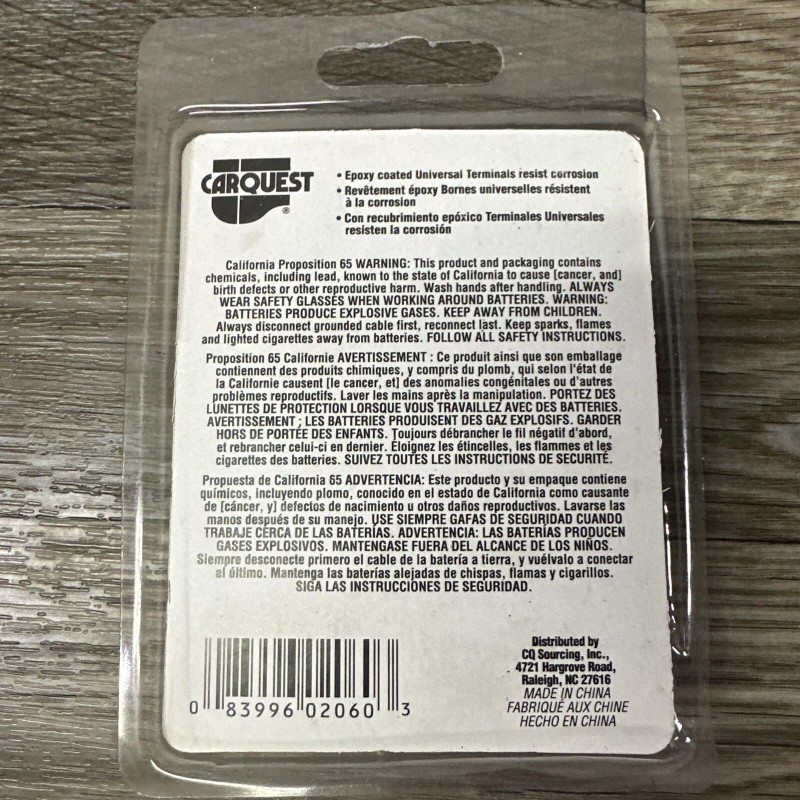 CARQUEST
®
• Epoxy coated Universal Terminals resist corrosion
• Revêtement époxy Bornes universelles résistent
à la corrosion
• Con recubrimiento epóxico Terminales Universales
resisten la corrosión
California Proposition 65 WARNING: This product and packaging contains
chemicals, including lead, known to the state of California to cause [cancer, and]
birth defects or other reproductive harm. Wash hands after handling. ALWAYS
WEAR SAFETY GLASSES WHEN WORKING AROUND BATTERIES. WARNING:
BATTERIES PRODUCE EXPLOSIVE GASES. KEEP AWAY FROM CHILDREN.
Always disconnect grounded cable first, reconnect last. Keep sparks, flames
and lighted cigarettes away from batteries. FOLLOW ALL SAFETY INSTRUCTIONS.
Proposition 65 Californie AVERTISSEMENT : Ce produit ainsi que son emballage
contiennent des produits chimiques, y compris du plomb, qui selon l'état de
la Californie causent [le cancer, et] des anomalies congénitales ou d'autres
problèmes reproductifs. Laver les mains après la manipulation. PORTEZ DES
LUNETTES DE PROTECTION LORSQUE VOUS TRAVAILLEZ AVEC DES BATTERIES.
AVERTISSEMENT : LES BATTERIES PRODUISENT DES GAZ EXPLOSIFS. GARDER
HORS DE PORTÉE DES ENFANTS. Toujours débrancher le fil négatif d'abord,
et rebrancher celui-ci en dernier. Éloignez les étincelles, les flammes et les
cigarettes des batteries. SUIVEZ TOUTES LES INSTRUCTIONS DE SECURITÉ.
Propuesta de California 65 ADVERTENCIA: Este producto y su empaque contiene
químicos, incluyendo plomo, conocido en el estado de California como causante
de [cáncer, y] defectos de nacimiento u otros daños reproductivos. Lavarse las
manos después de su manejo. USE SIEMPRE GAFAS DE SEGURIDAD CUANDO
TRABAJE CERCA DE LAS BATERÍAS. ADVERTENCIA: LAS BATERÍAS PRODUCEN
GASES EXPLOSIVOS. MANTENGASE FUERA DEL ALCANCE DE LOS NIÑOS.
Siempre desconecte primero el cable de la batería a tierra, y vuélvalo a conectar
al último. Mantenga las baterías alejadas de chispas, flamas y cigarillos.
SIGA LAS INSTRUCCIONES DE SEGURIDAD.
0 83996 02060 3
Distributed by
CQ Sourcing, Inc.,
4721 Hargrove Road,
Raleigh, NC 27616
MADE IN CHINA
FABRIQUÉ AUX CHINE
HECHO EN CHINA